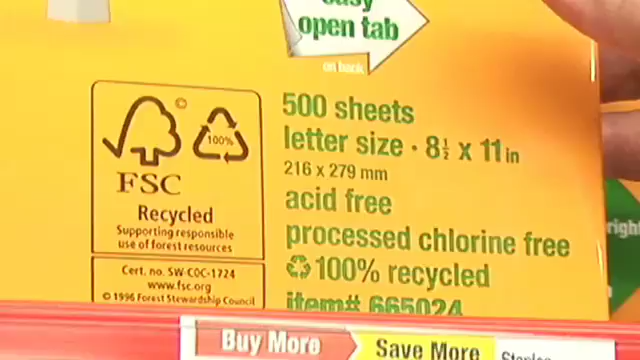 easy
open tab
on back
500 sheets
letter size · 8½ x 11 in
216 x 279 mm
acid free
processed chlorine free
100% recycled
item# 665024
©
100%
FSC
Recycled
Supporting responsible
use of forest resources
Cert. no. SW-COC-1724
www.fsc.org
© 1996 Forest Stewardship Council
right
Buy More
Save More
Staples